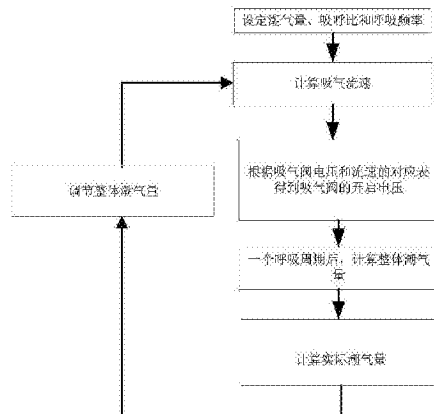 设定潮气量、吸呼比和呼吸频率
计算吸气流速
根据吸气阀电压和流速的对应表
得到吸气阀的开启电压
调节整体潮气量
一个呼吸周期后，计算整体潮气
量
计算实际潮气量